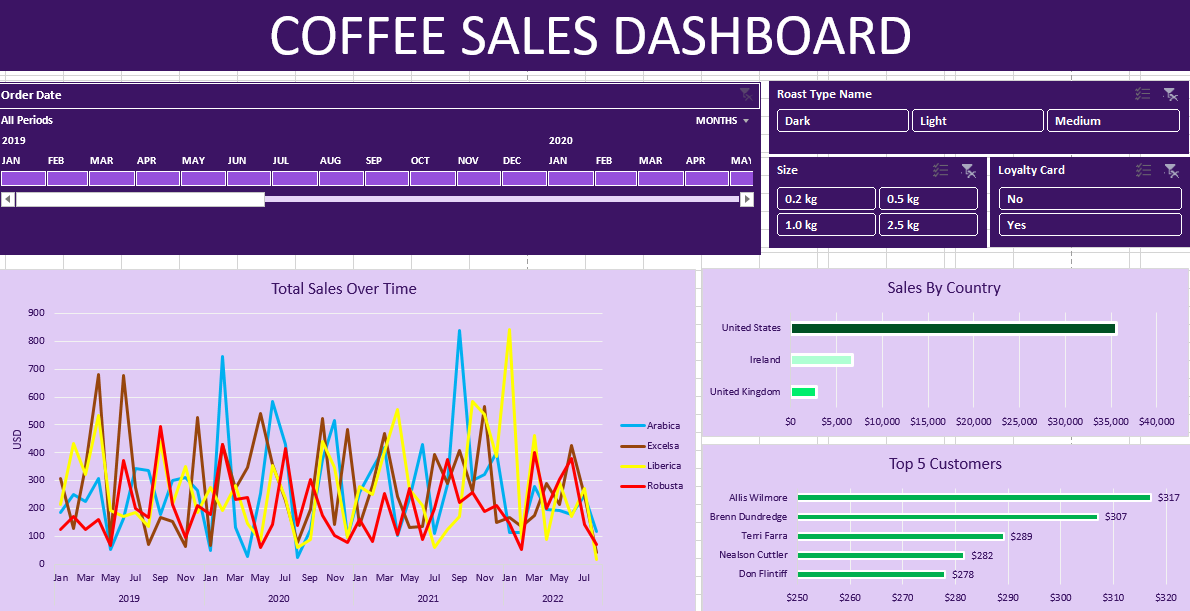 COFFEE SALES DASHBOARD
Order Date
All Periods
MONTHS
2019 2020
JAN FEB MAR APR MAY JUN JUL AUG SEP OCT NOV DEC JAN FEB MAR APR MAY
Roast Type Name
Dark Light Medium
Size
0.2 kg 0.5 kg
1.0 kg 2.5 kg
Loyalty Card
No
Yes
Total Sales Over Time
900
800
700
600
500
400
300
200
100
0
USD
Jan Mar May Jul Sep Nov Jan Mar May Jul Sep Nov Jan Mar May Jul Sep Nov Jan Mar May Jul
2019 2020 2021 2022
Arabica
Excelsa
Liberica
Robusta
Sales By Country
United States
Ireland
United Kingdom
$0 $5,000 $10,000 $15,000 $20,000 $25,000 $30,000 $35,000 $40,000
Top 5 Customers
Allis Wilmore $317
Brenn Dundredge $307
Terri Farra $289
Nealson Cuttler $282
Don Flintiff $278
$250 $260 $270 $280 $290 $300 $310 $320